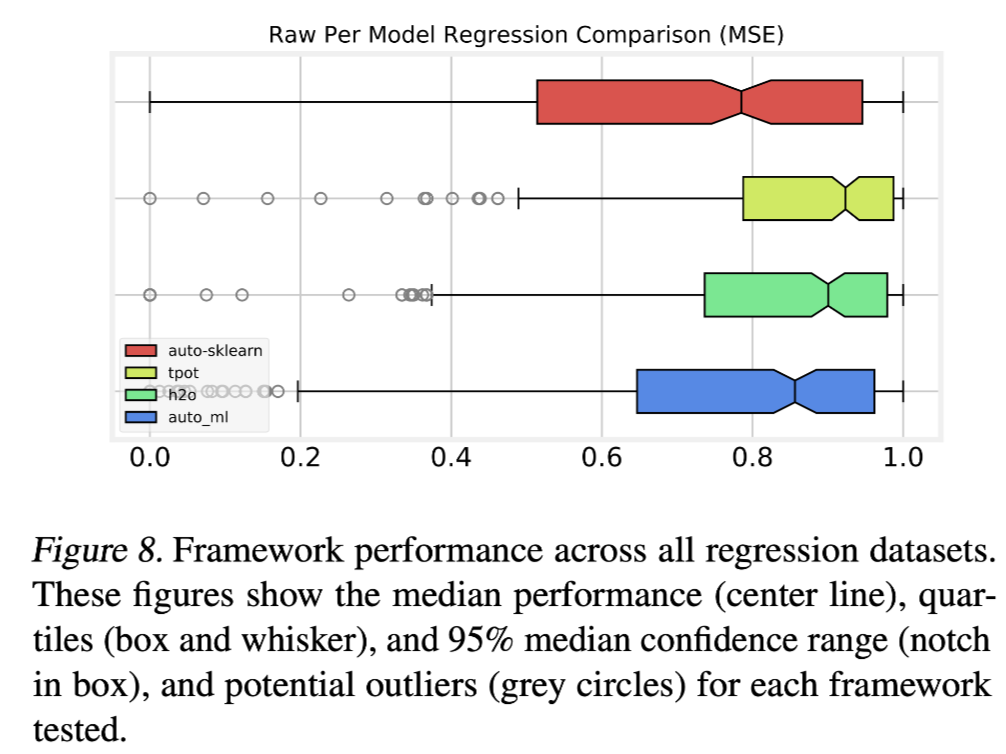 Raw Per Model Regression Comparison (MSE)
auto-sklearn
tpot
h2o
auto_ml
0.0 0.2 0.4 0.6 0.8 1.0
Figure 8. Framework performance across all regression datasets.
These figures show the median performance (center line), quar-
tiles (box and whisker), and 95% median confidence range (notch
in box), and potential outliers (grey circles) for each framework
tested.